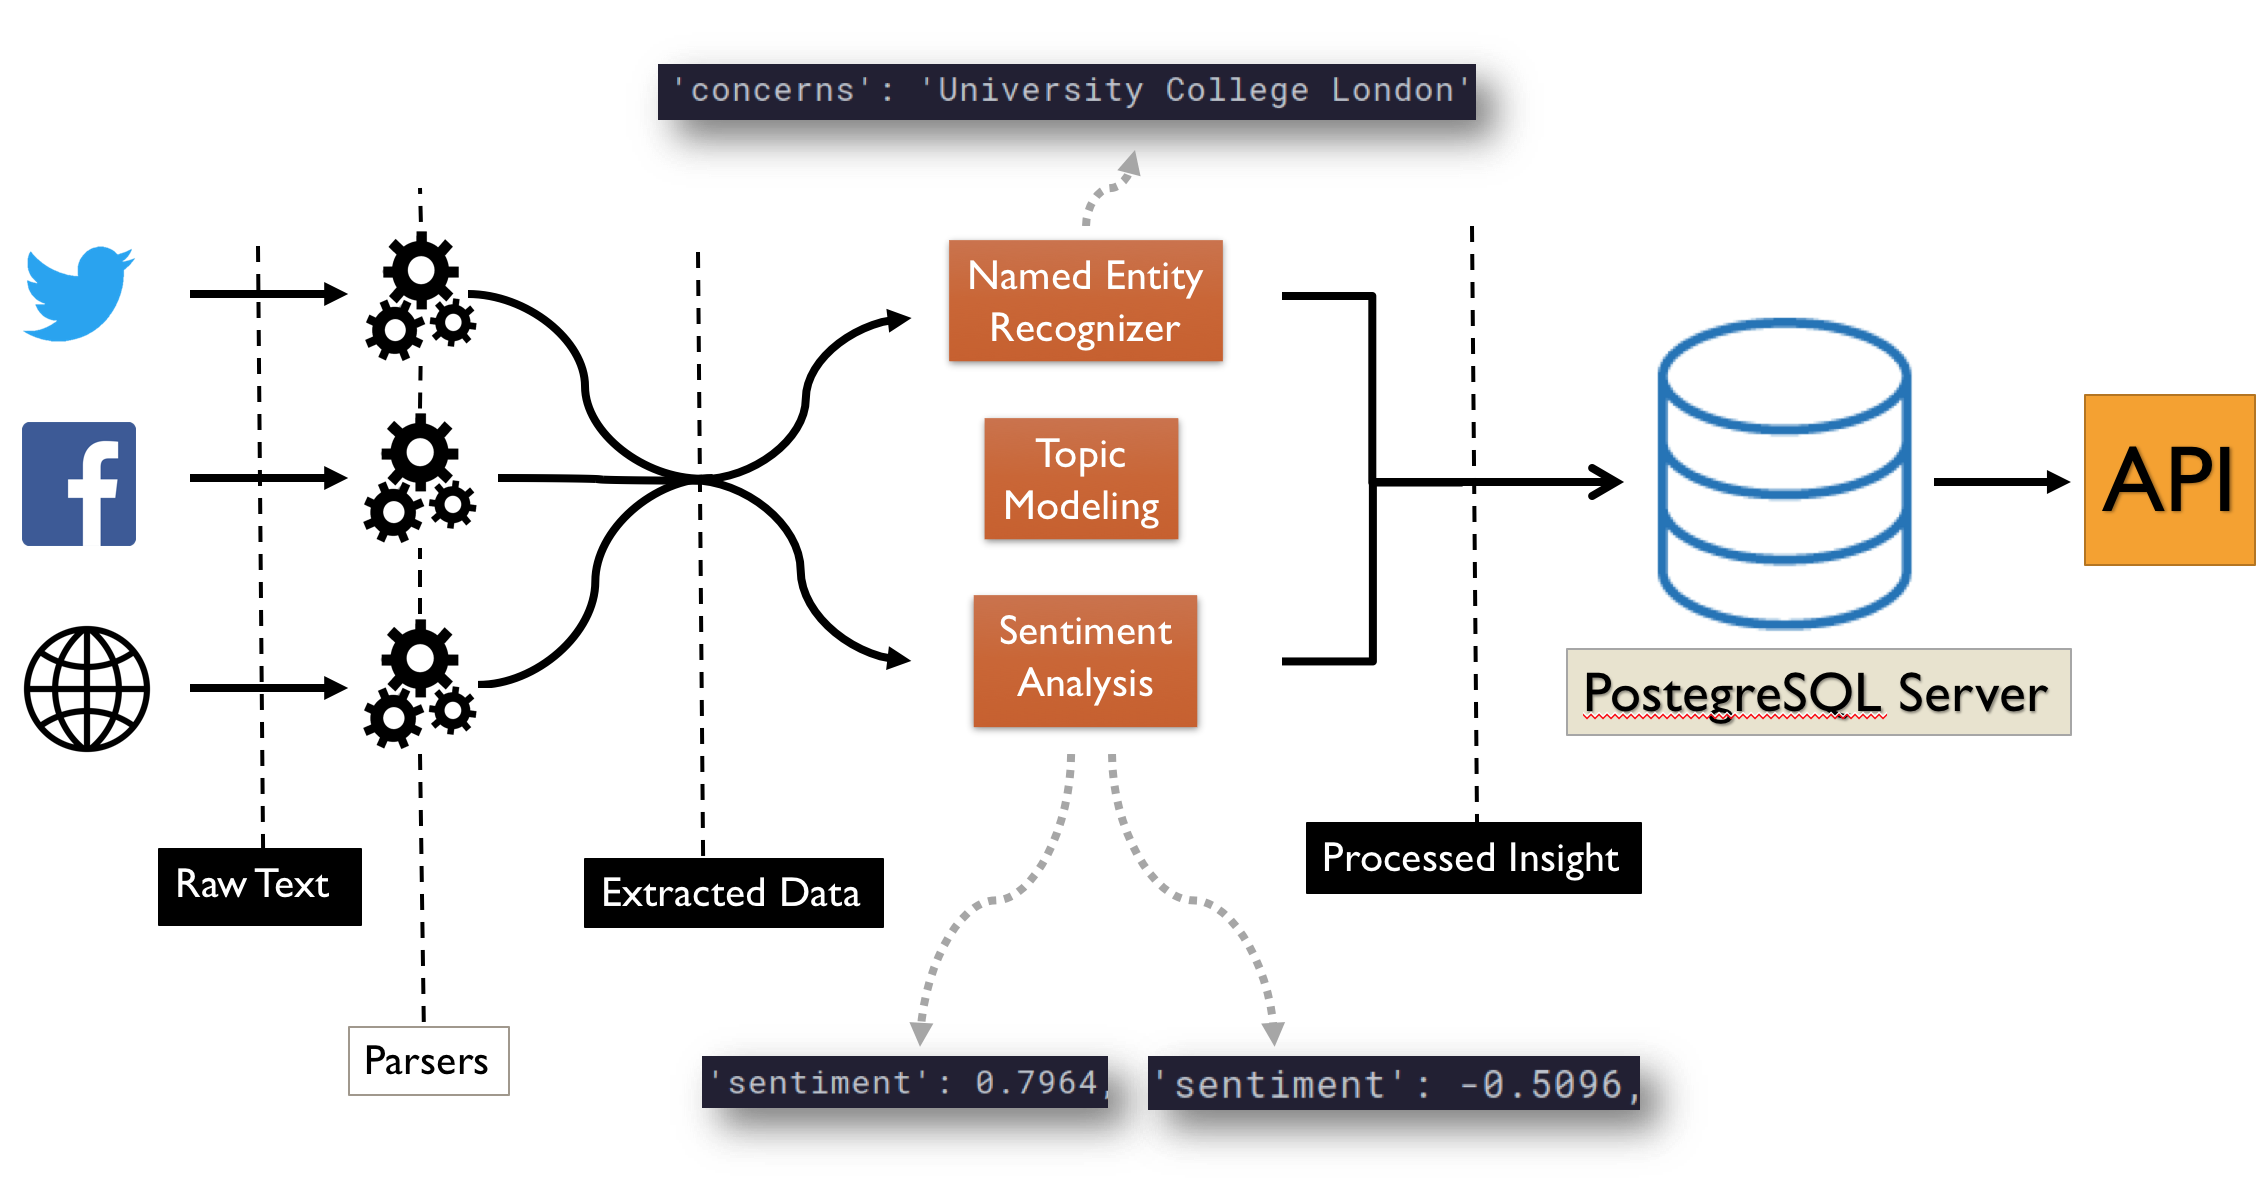 'concerns': 'University College London'
Named Entity
Recognizer
Topic
Modeling
Sentiment
Analysis
API
PostegreSQL Server
Raw Text
Extracted Data
Processed Insight
Parsers
'sentiment': 0.7964,
'sentiment': -0.5096,